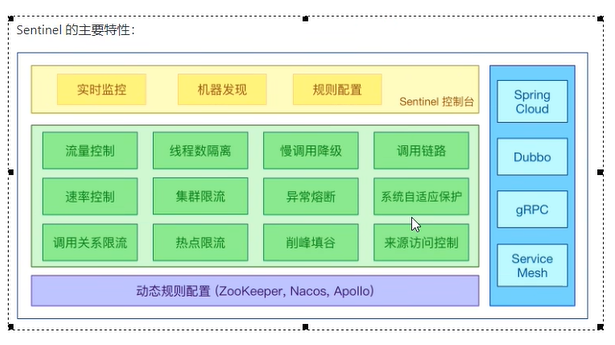 Sentinel 的主要特性：
实时监控
机器发现
规则配置
Sentinel 控制台
流量控制
线程数隔离
慢调用降级
调用链路
速率控制
集群限流
异常熔断
系统自适应保护
调用关系限流
热点限流
削峰填谷
来源访问控制
动态规则配置 (ZooKeeper, Nacos, Apollo)
Spring
Cloud
Dubbo
gRPC
Service
Mesh